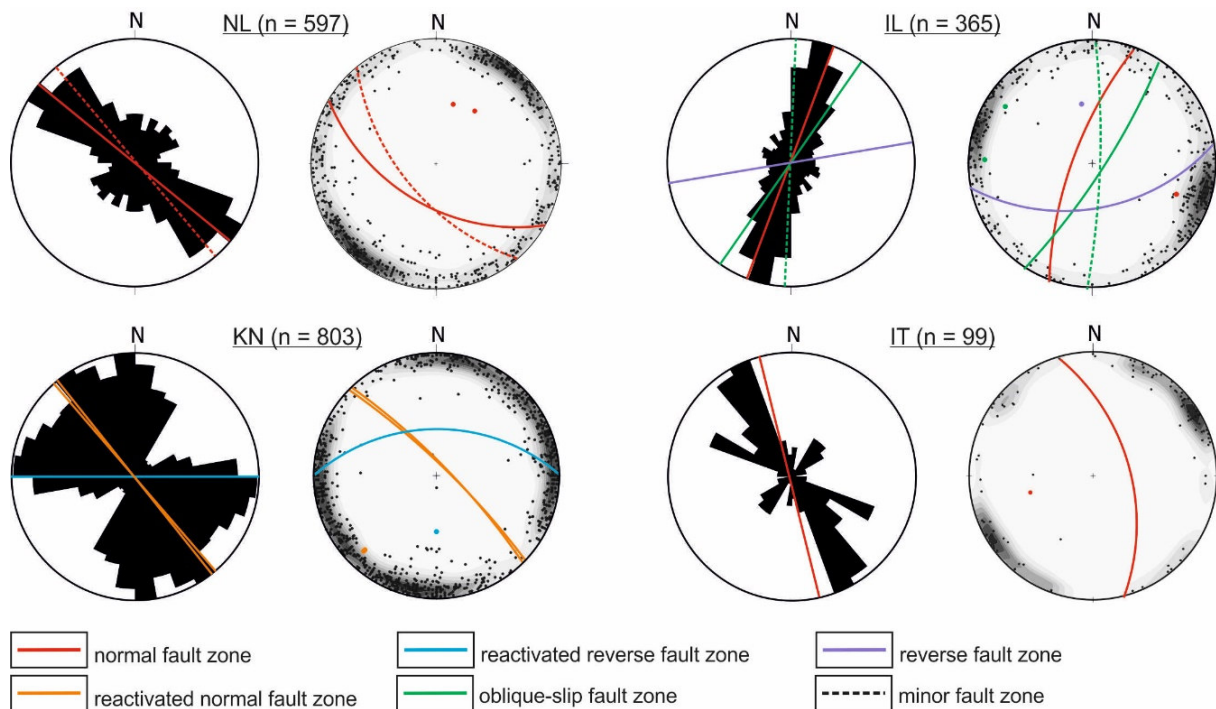 NL (n = 597)
N
N
IL (n = 365)
N
N
KN (n = 803)
N
N
IT (n = 99)
N
N
normal fault zone
reactivated reverse fault zone
reverse fault zone
reactivated normal fault zone
oblique-slip fault zone
minor fault zone